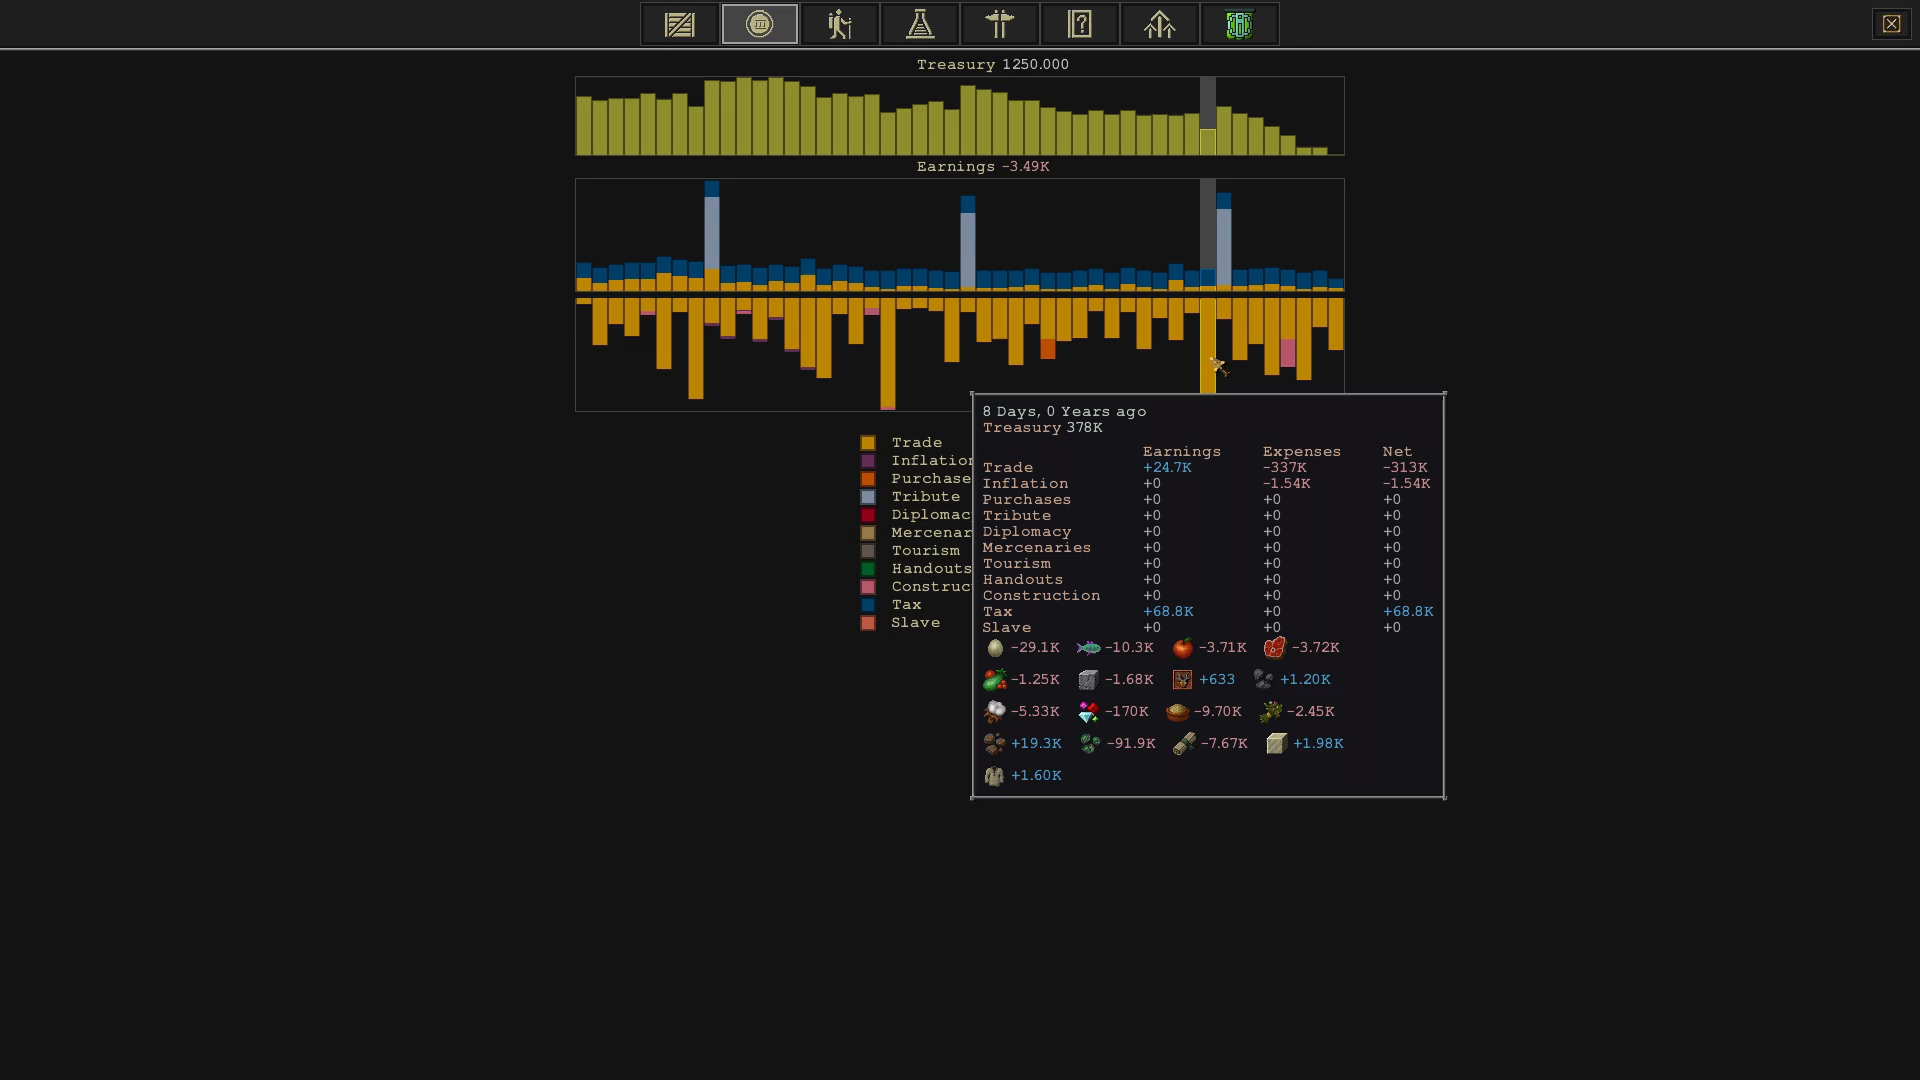 Treasury 1250.000
Earnings -3.49K
8 Days, 0 Years ago
Treasury 378K
Earnings Expenses Net
Trade +24.7K -337K -313K
Inflation +0 -1.54K -1.54K
Purchases +0 +0 +0
Tribute +0 +0 +0
Diplomacy +0 +0 +0
Mercenaries +0 +0 +0
Tourism +0 +0 +0
Handouts +0 +0 +0
Construction +0 +0 +0
Tax +68.8K +0 +68.8K
Slave +0 +0 +0
-29.1K -10.3K -3.71K -3.72K
-1.25K -1.68K +633 +1.20K
-5.33K -170K -9.70K -2.45K
+19.3K -91.9K -7.67K +1.98K
+1.60K
Trade
Inflation
Purchase
Tribute
Diplomac
Mercenar
Tourism
Handouts
Construc
Tax
Slave